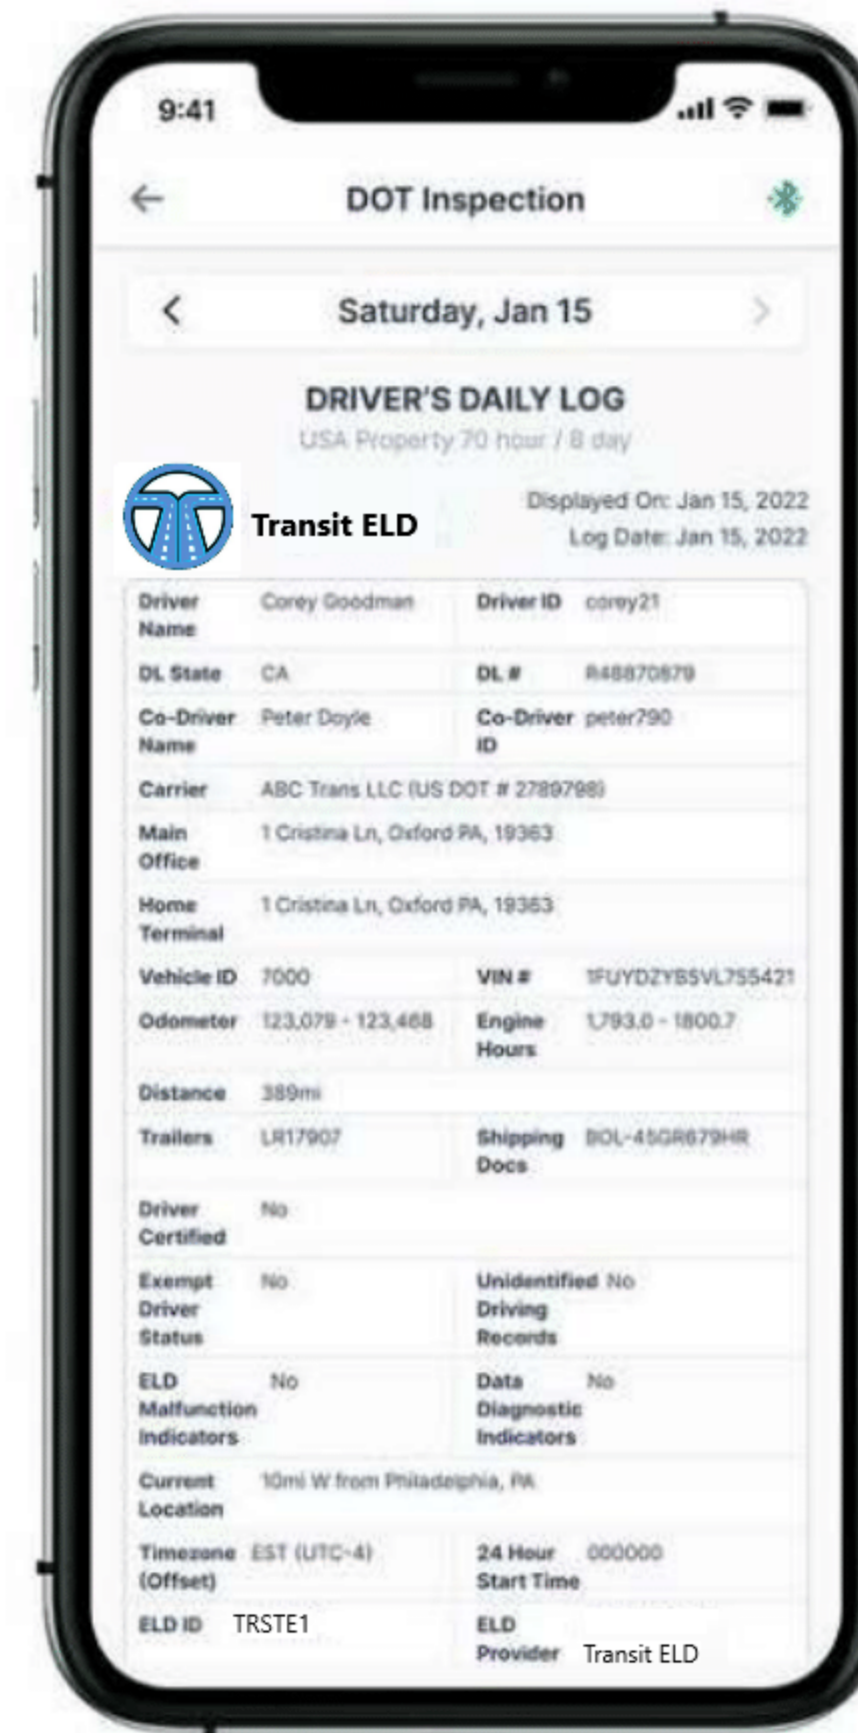 9:41
DOT Inspection
Saturday, Jan 15
DRIVER'S DAILY LOG
USA Property 70 hour / 8 day
Transit ELD
Displayed On: Jan 15, 2022
Log Date: Jan 15, 2022
Driver Name Corey Goodman Driver ID corey21
DL State CA DL # R48870879
Co-Driver Name Peter Doyle Co-Driver ID peter790
Carrier ABC Trans LLC (US DOT # 2789798)
Main Office 1 Cristina Ln, Oxford PA, 19363
Home Terminal 1 Cristina Ln, Oxford PA, 19363
Vehicle ID 7000 VIN # 1FUYDZYBSVL755421
Odometer 123,079 - 123,468 Engine Hours 1,793.0 - 1800.7
Distance 389mi
Trailers LR17907 Shipping Docs BOL-45GR679HR
Driver Certified No
Exempt Driver Status No Unidentified Driving Records No
ELD Malfunction Indicators No Data Diagnostic Indicators No
Current Location 10mi W from Philadelphia, PA
Timezone (Offset) EST (UTC-4) 24 Hour Start Time 000000
ELD ID TRSTE1 ELD Provider Transit ELD